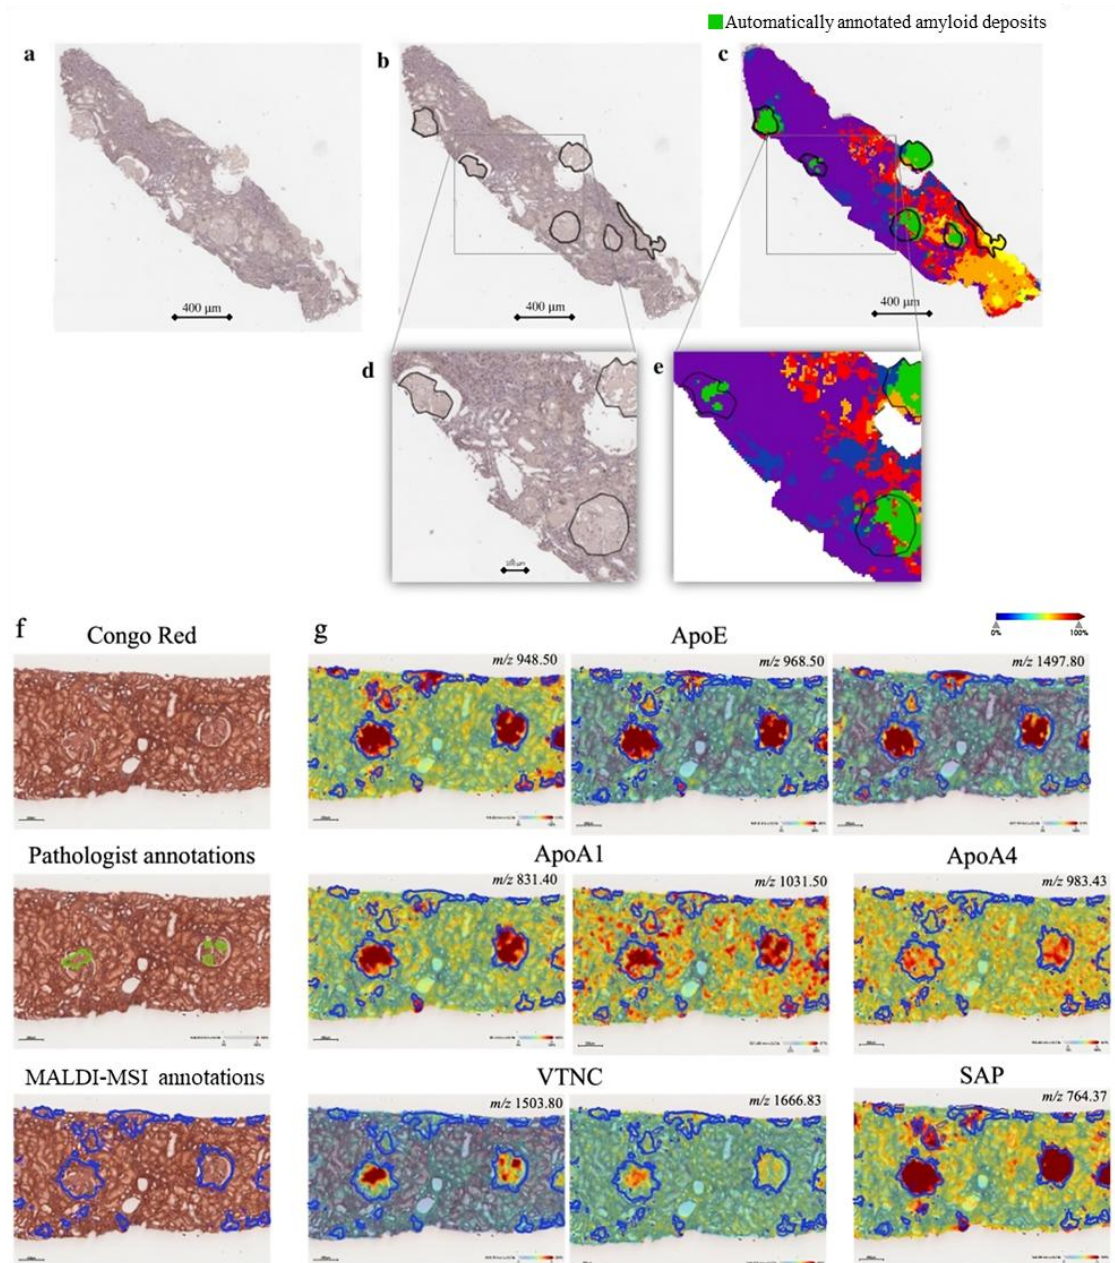 Automatically annotated amyloid deposits
a
b
c
400 µm
400 µm
400 µm
d
e
f
g
0%
100%
Congo Red
ApoE
m/z 948.50
m/z 968.50
m/z 1497.80
Pathologist annotations
ApoA1
ApoA4
m/z 831.40
m/z 1031.50
m/z 983.43
MALDI-MSI annotations
VTNC
SAP
m/z 1503.80
m/z 1666.83
m/z 764.37